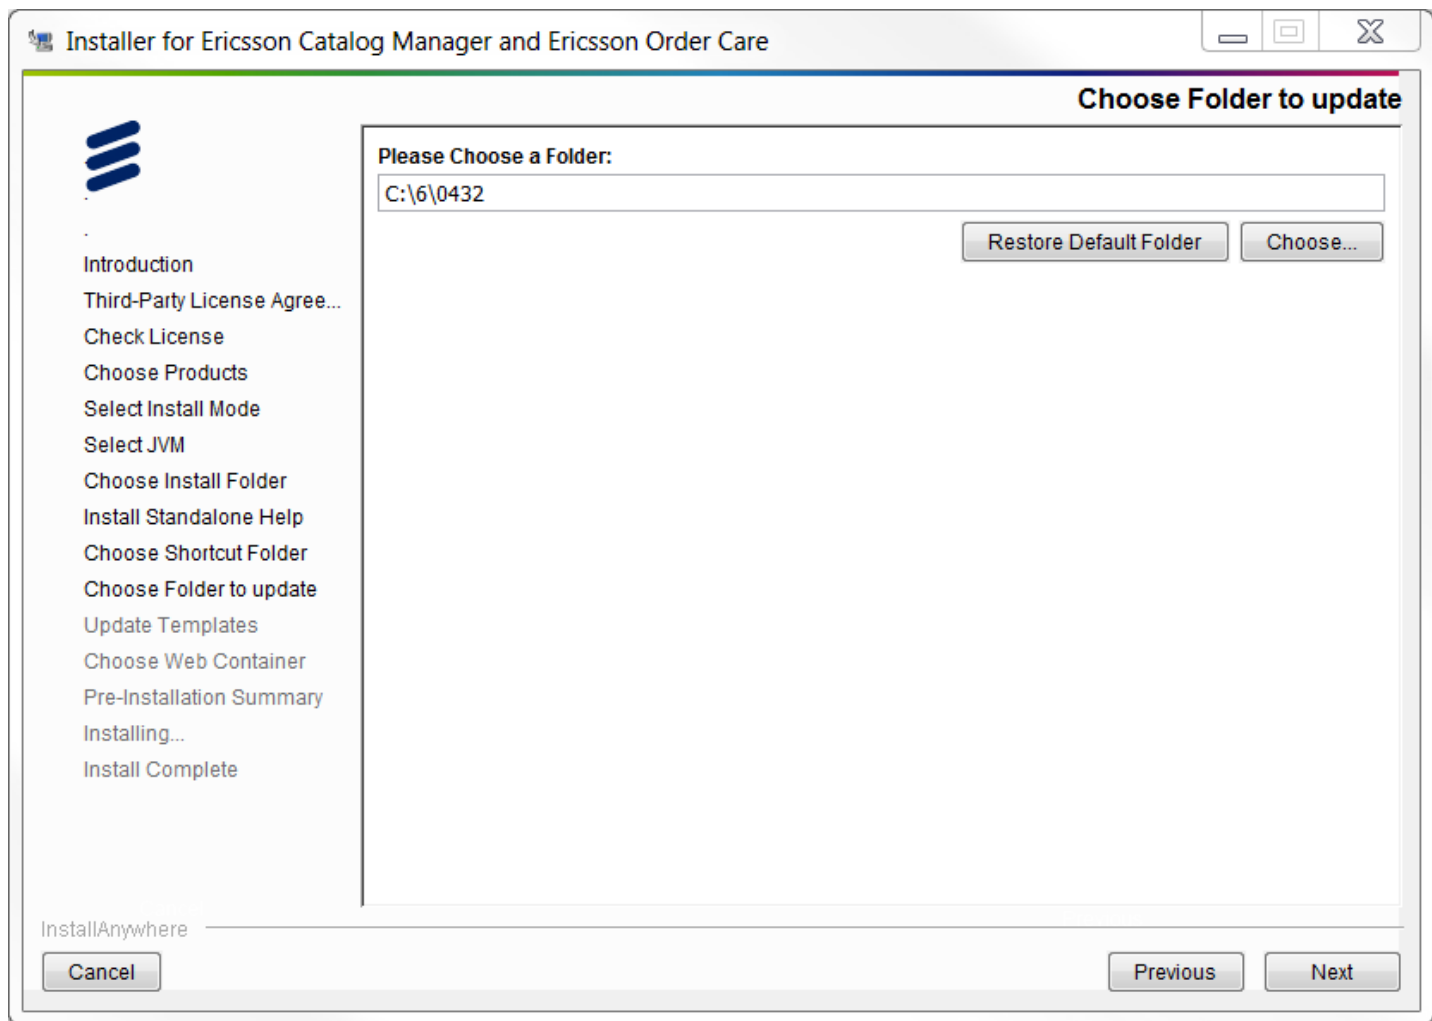 Installer for Ericsson Catalog Manager and Ericsson Order Care
Choose Folder to update
Please Choose a Folder:
C:\6\0432
Restore Default Folder
Choose...
.
.
Introduction
Third-Party License Agree...
Check License
Choose Products
Select Install Mode
Select JVM
Choose Install Folder
Install Standalone Help
Choose Shortcut Folder
Choose Folder to update
Update Templates
Choose Web Container
Pre-Installation Summary
Installing...
Install Complete
InstallAnywhere
Cancel
Previous
Next